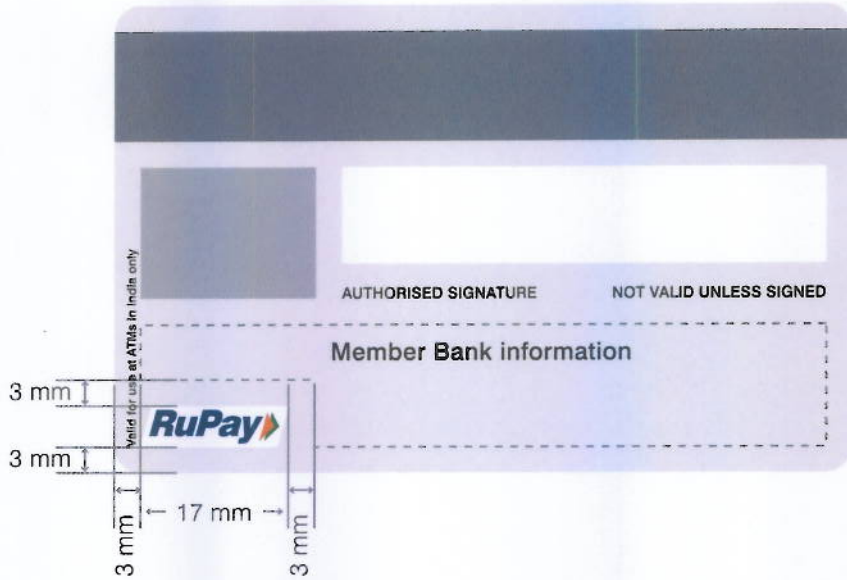 Valid for use at ATMs in India only
AUTHORISED SIGNATURE
NOT VALID UNLESS SIGNED
Member Bank information
3 mm
RuPay
3 mm
17 mm
3 mm
3 mm